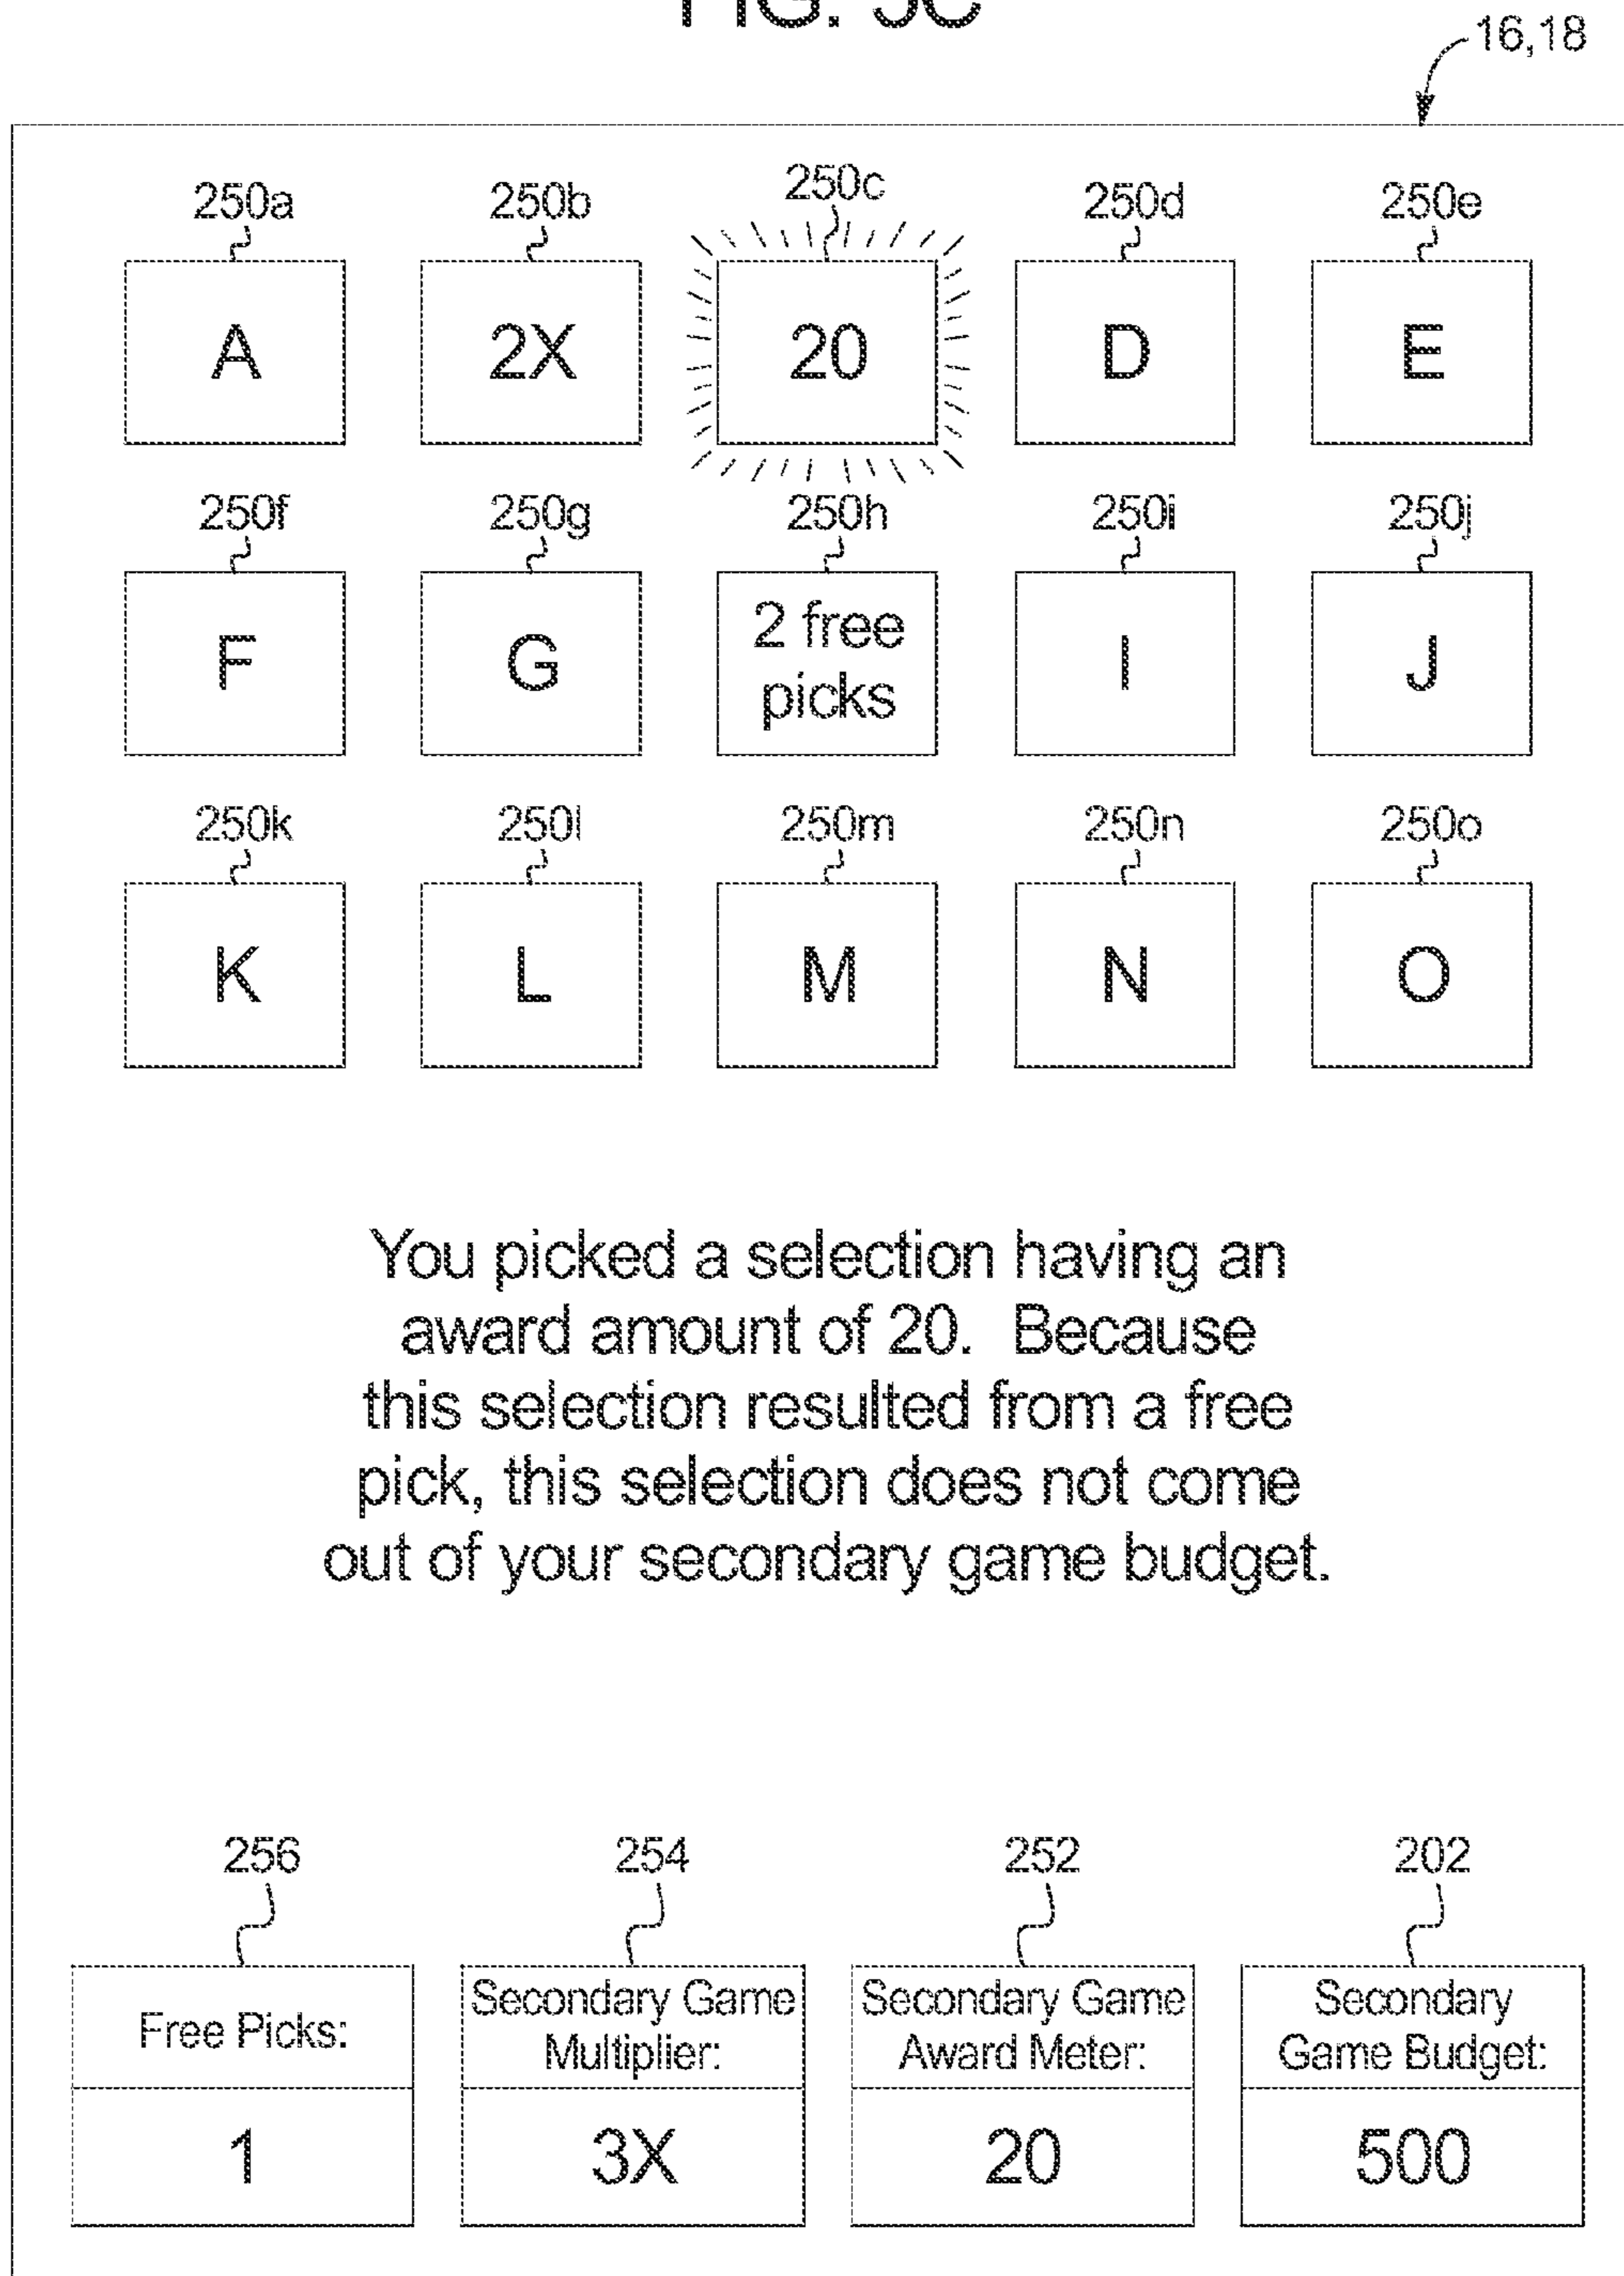 FIG. 5C
16,18
250a 250b 250c 250d 250e
A 2X 20 D E
250f 250g 250h 250i 250j
F G 2 free I J
picks
250k 250l 250m 250n 250o
K L M N O
You picked a selection having an
award amount of 20. Because
this selection resulted from a free
pick, this selection does not come
out of your secondary game budget.
256 254 252 202
Free Picks:
1
Secondary Game
Multiplier:
3X
Secondary Game
Award Meter:
20
Secondary
Game Budget:
500